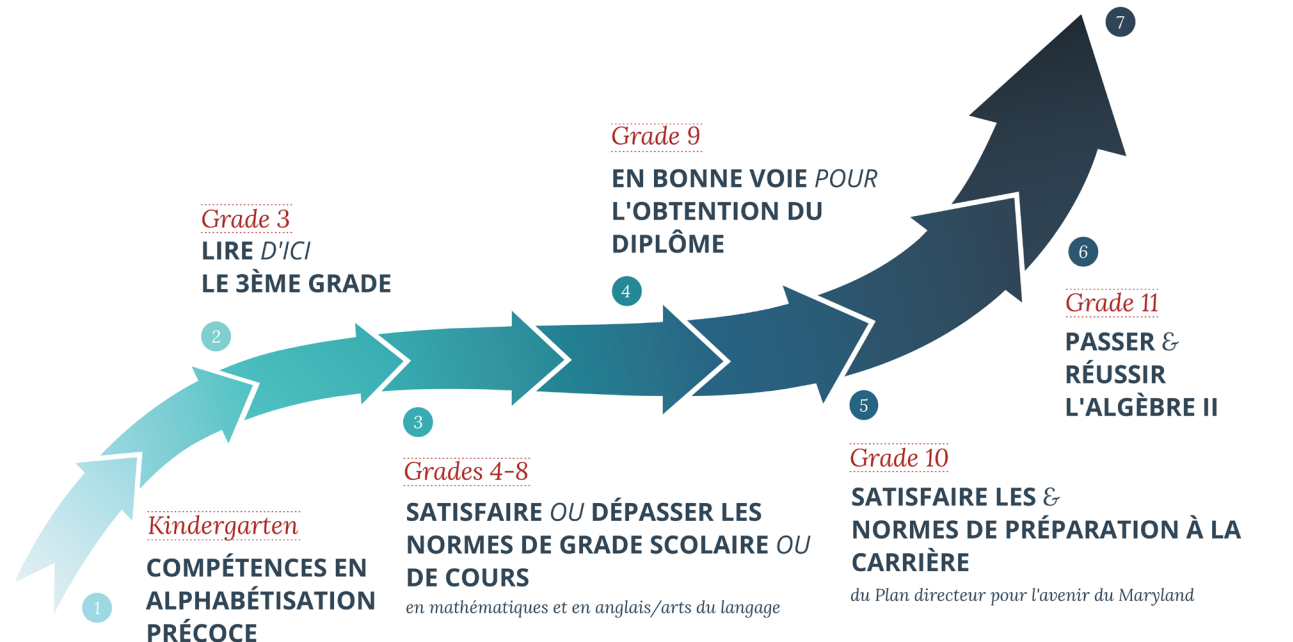 1
Kindergarten
COMPÉTENCES EN
ALPHABÉTISATION
PRÉCOCE
2
Grade 3
LIRE D'ICI
LE 3ÈME GRADE
3
Grades 4-8
SATISFAIRE OU DÉPASSER LES
NORMES DE GRADE SCOLAIRE OU
DE COURS
en mathématiques et en anglais/arts du langage
4
Grade 9
EN BONNE VOIE POUR
L'OBTENTION DU
DIPLÔME
5
Grade 10
SATISFAIRE LES &
NORMES DE PRÉPARATION À LA
CARRIÈRE
du Plan directeur pour l'avenir du Maryland
6
Grade 11
PASSER &
RÉUSSIR
L'ALGÈBRE II
7